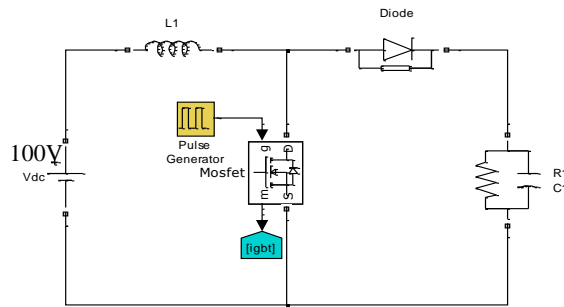 Diode
L1
Pulse
Generator
g
D
Mosfet
m
S
[igbt]
100V
+
Vdc
R1
C1